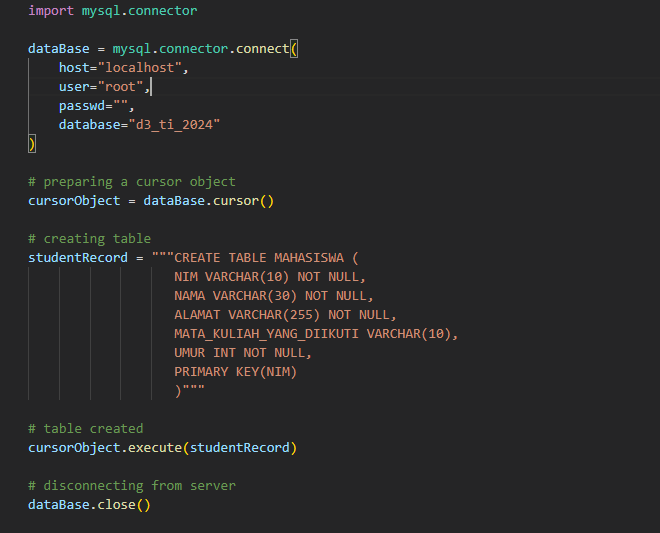 import mysql.connector
dataBase = mysql.connector.connect(
    host="localhost",
    user="root",
    passwd="",
    database="d3_ti_2024"
)
# preparing a cursor object
cursorObject = dataBase.cursor()
# creating table
studentRecord = """CREATE TABLE MAHASISWA (
                   NIM VARCHAR(10) NOT NULL,
                   NAMA VARCHAR(30) NOT NULL,
                   ALAMAT VARCHAR(255) NOT NULL,
                   MATA_KULIAH_YANG_DIIKUTI VARCHAR(10),
                   UMUR INT NOT NULL,
                   PRIMARY KEY(NIM)
                   )"""
# table created
cursorObject.execute(studentRecord)
# disconnecting from server
dataBase.close()